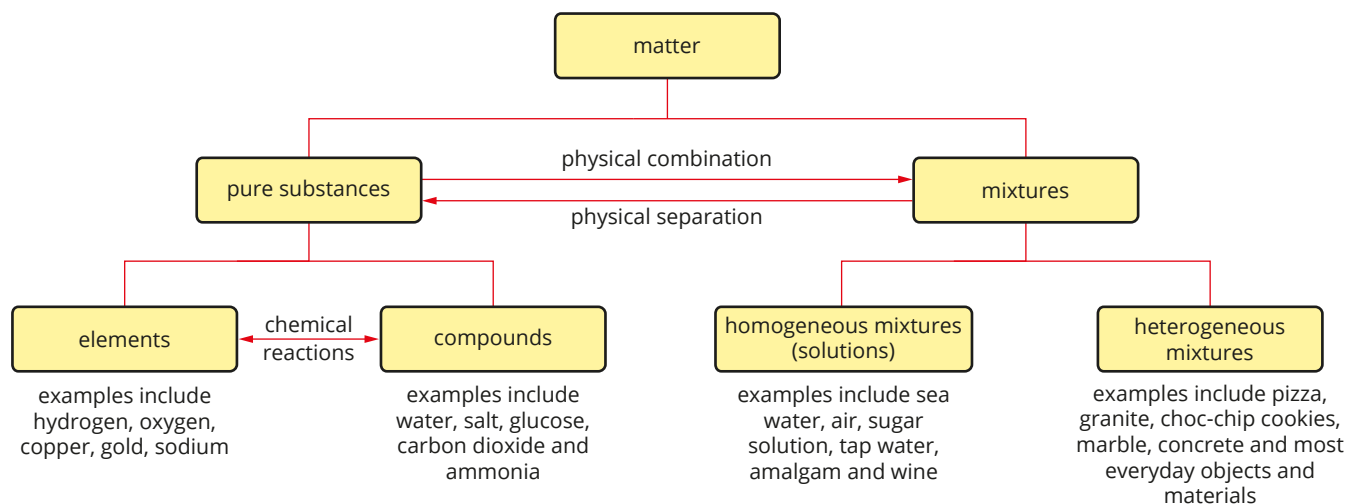 matter
physical combination
pure substances
mixtures
physical separation
elements
chemical
reactions
compounds
homogeneous mixtures
(solutions)
heterogeneous
mixtures
examples include
hydrogen, oxygen,
copper, gold, sodium
examples include
water, salt, glucose,
carbon dioxide and
ammonia
examples include sea
water, air, sugar
solution, tap water,
amalgam and wine
examples include pizza,
granite, choc-chip cookies,
marble, concrete and most
everyday objects and
materials